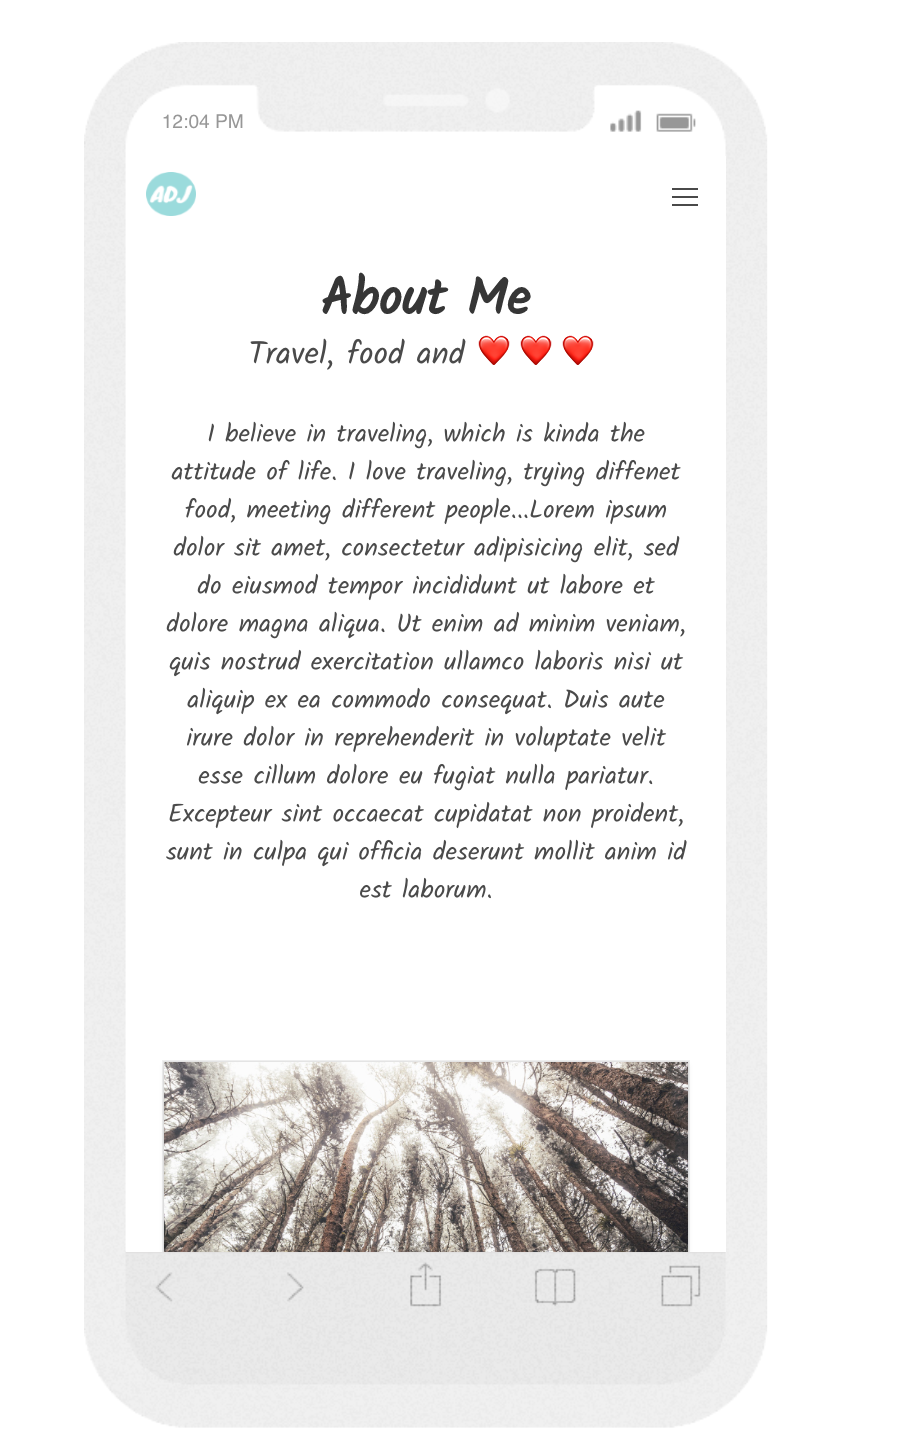 12:04 PM
ADJ
About Me
Travel, food and ❤️ ❤️ ❤️
I believe in traveling, which is kinda the
attitude of life. I love traveling, trying diffenet
food, meeting different people...Lorem ipsum
dolor sit amet, consectetur adipisicing elit, sed
do eiusmod tempor incididunt ut labore et
dolore magna aliqua. Ut enim ad minim veniam,
quis nostrud exercitation ullamco laboris nisi ut
aliquip ex ea commodo consequat. Duis aute
irure dolor in reprehenderit in voluptate velit
esse cillum dolore eu fugiat nulla pariatur.
Excepteur sint occaecat cupidatat non proident,
sunt in culpa qui officia deserunt mollit anim id
est laborum.